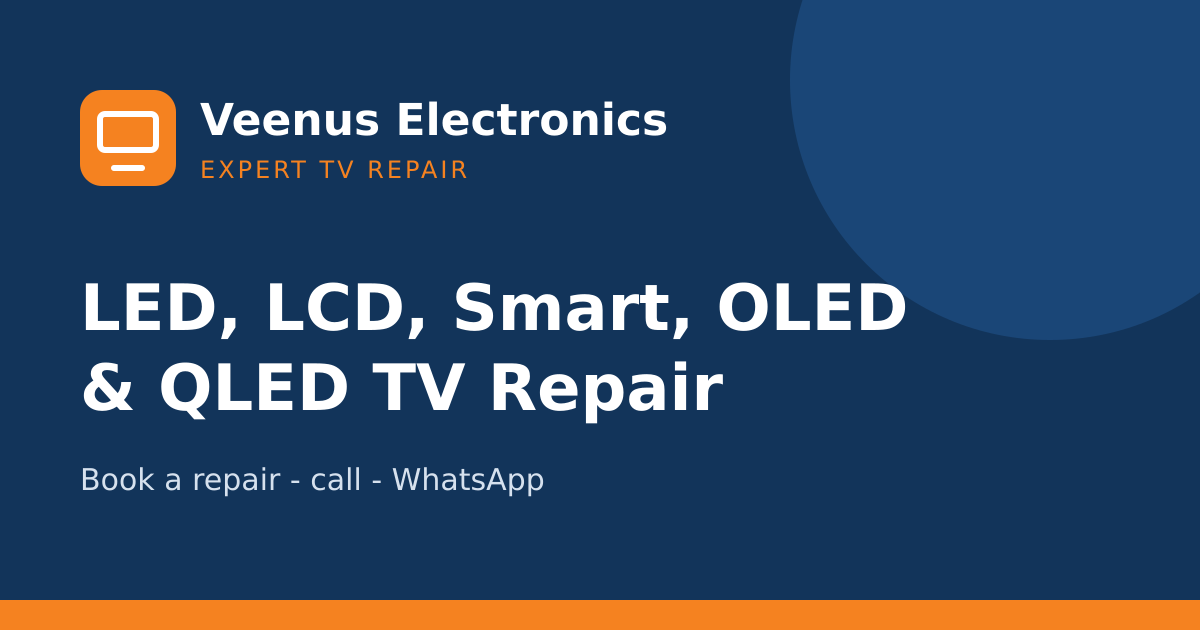 Veenus Electronics
EXPERT TV REPAIR
LED, LCD, Smart, OLED
& QLED TV Repair
Book a repair - call - WhatsApp